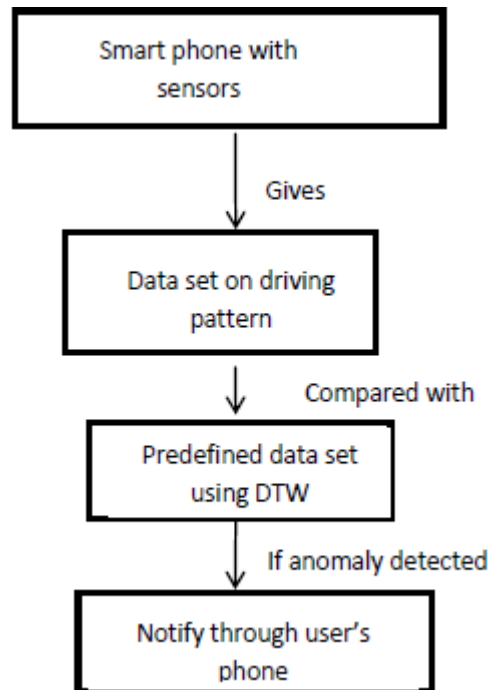 Smart phone with
sensors
Gives
Data set on driving
pattern
Compared with
Predefined data set
using DTW
If anomaly detected
Notify through user's
phone